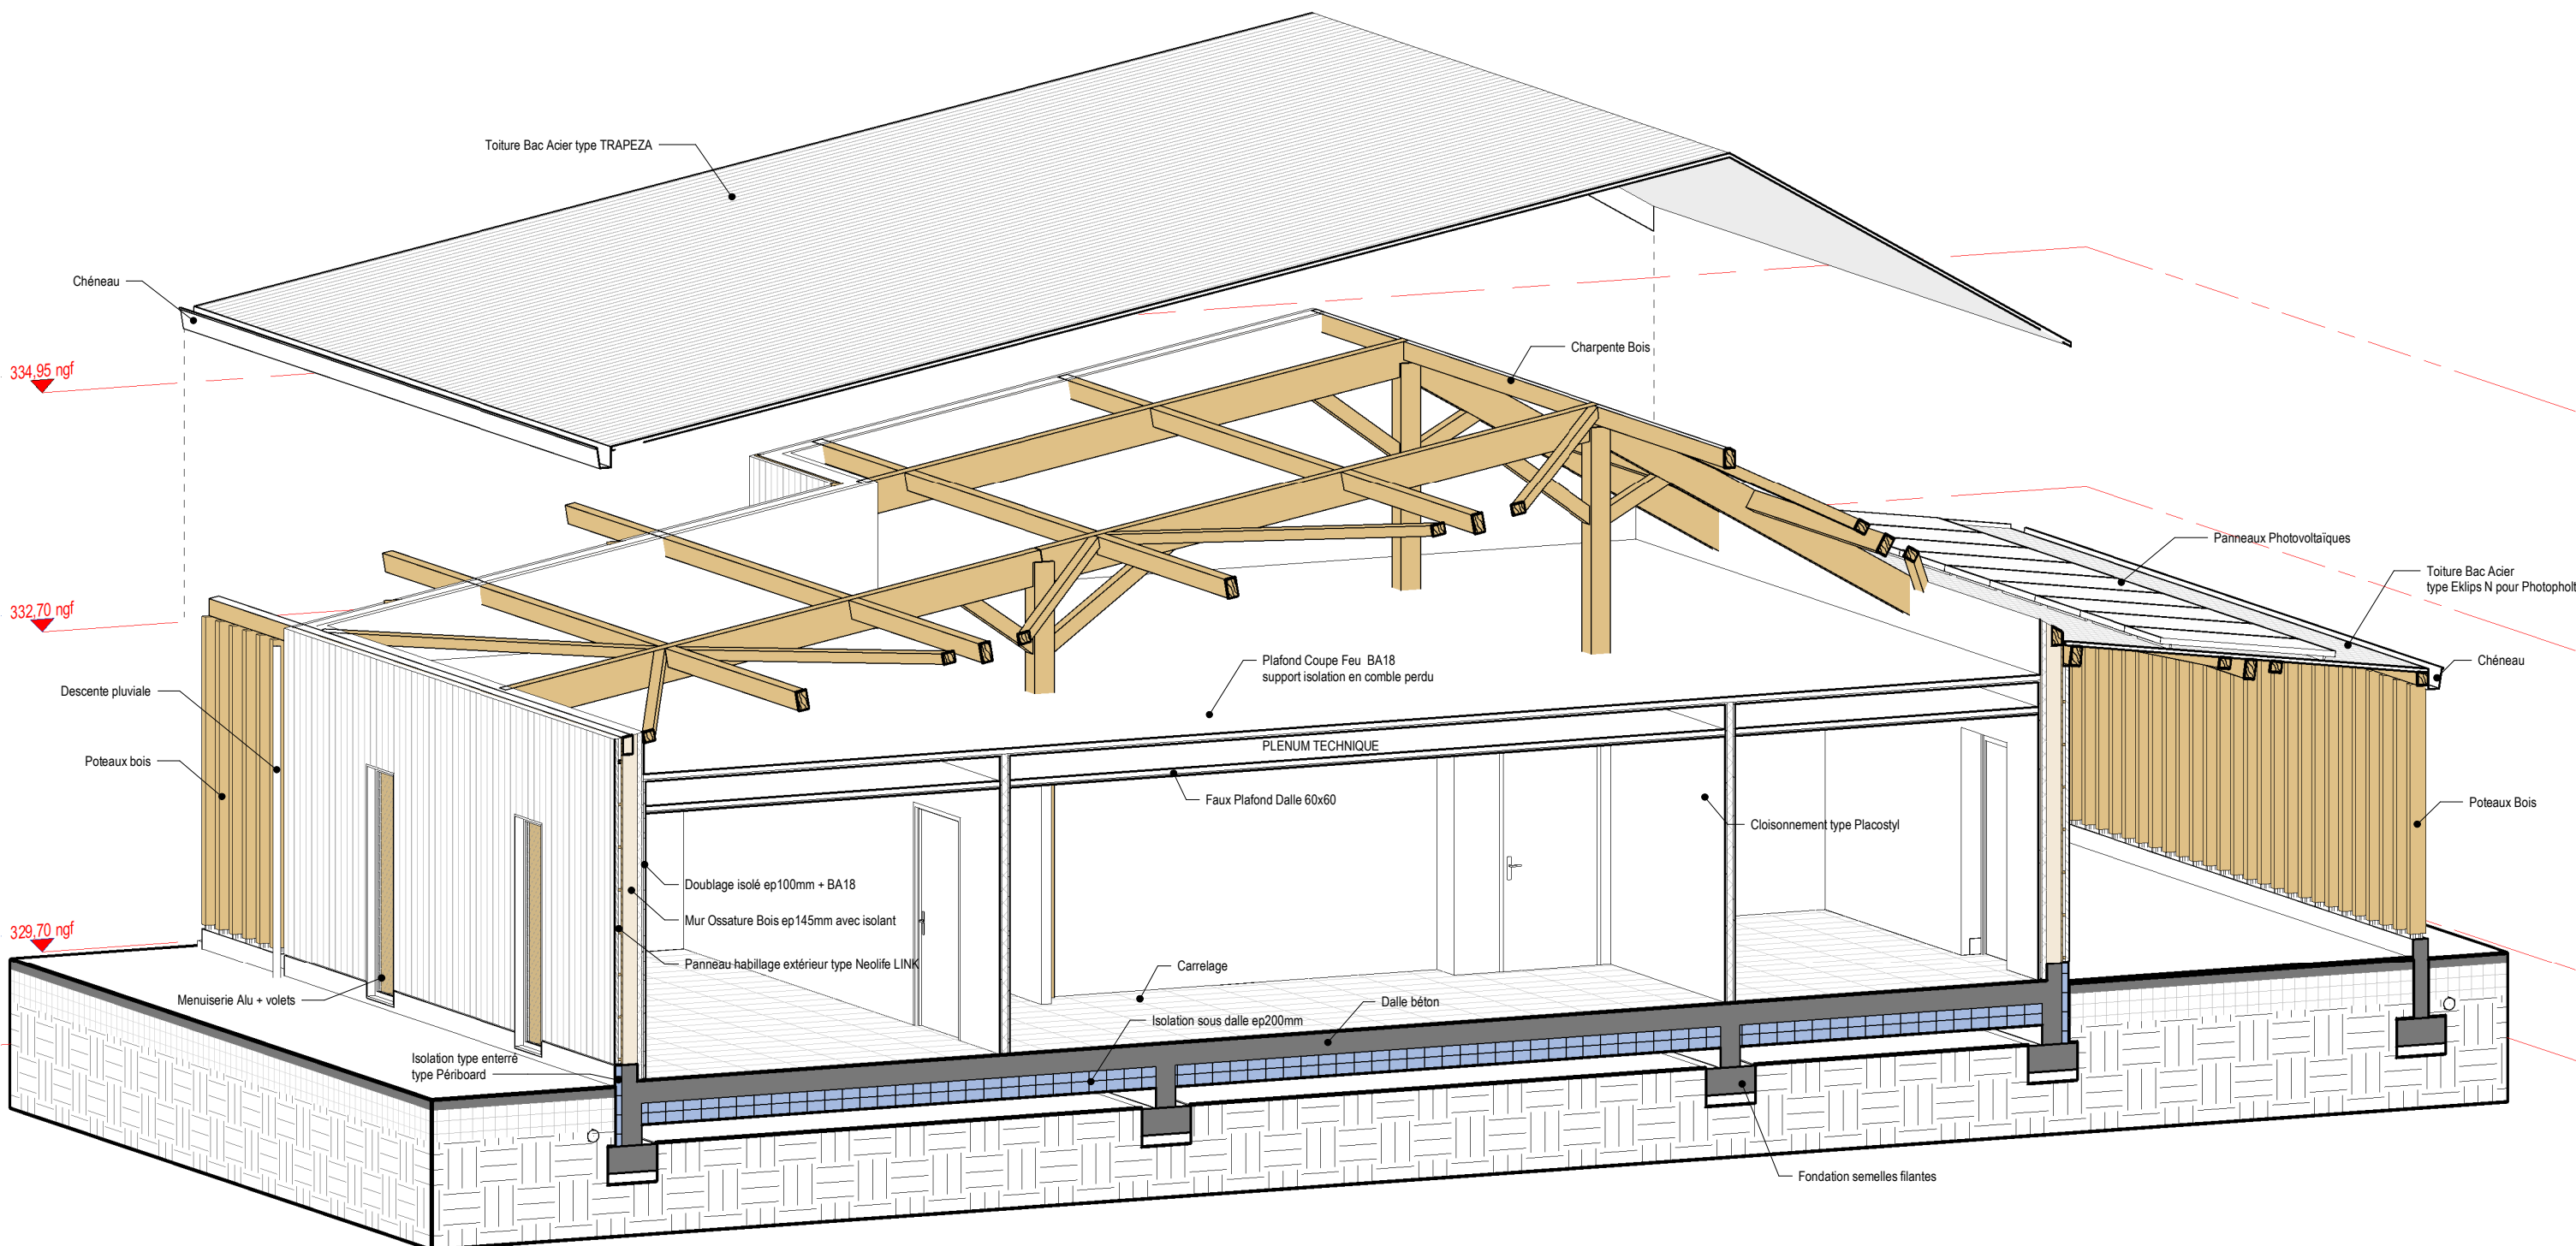 Toiture Bac Acier type TRAPEZA
Chéneau
334,95 ngf
Charpente Bois
Panneaux Photovoltaïques
Toiture Bac Acier
type Eklips N pour Photopholt
332,70 ngf
Plafond Coupe Feu BA18
support isolation en comble perdu
Chéneau
Descente pluviale
PLENUM TECHNIQUE
Poteaux bois
Faux Plafond Dalle 60x60
Poteaux Bois
Cloisonnement type Placostyl
Doublage isolé ep100mm + BA18
Mur Ossature Bois ep145mm avec isolant
329,70 ngf
Panneau habillage extérieur type Neolife LINK
Carrelage
Menuiserie Alu + volets
Dalle béton
Isolation sous dalle ep200mm
Isolation type enterré
type Périboard
Fondation semelles filantes